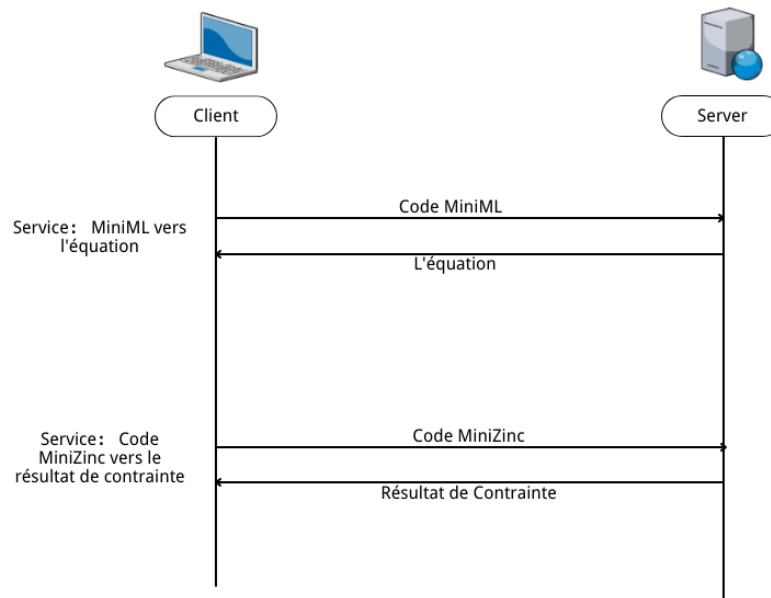 Client
Server
Code MiniML
Service: MiniML vers
l'équation
L'équation
Code MiniZinc
Service: Code
MiniZinc vers le
résultat de contrainte
Résultat de Contrainte